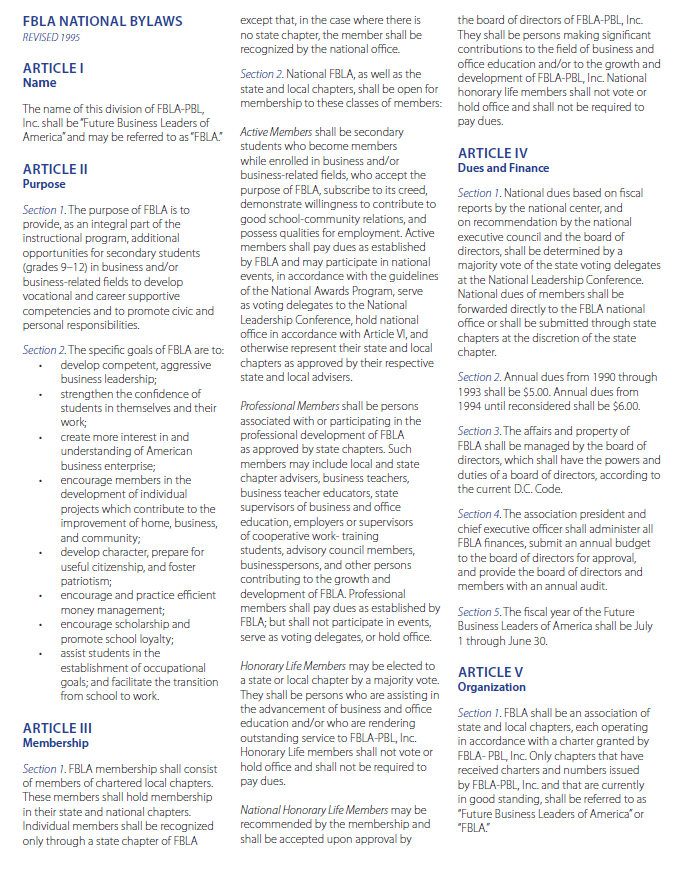 FBLA NATIONAL BYLAWS
REVISED 1995
ARTICLE I
Name
The name of this division of FBLA-PBL,
Inc. shall be “Future Business Leaders of
America” and may be referred to as “FBLA.”
ARTICLE II
Purpose
Section 1. The purpose of FBLA is to
provide, as an integral part of the
instructional program, additional
opportunities for secondary students
(grades 9–12) in business and/or
business-related fields to develop
vocational and career supportive
competencies and to promote civic and
personal responsibilities.
Section 2. The specific goals of FBLA are to:
• develop competent, aggressive
business leadership;
• strengthen the confidence of
students in themselves and their
work;
• create more interest in and
understanding of American
business enterprise;
• encourage members in the
development of individual
projects which contribute to the
improvement of home, business,
and community;
• develop character, prepare for
useful citizenship, and foster
patriotism;
• encourage and practice efficient
money management;
• encourage scholarship and
promote school loyalty;
• assist students in the
establishment of occupational
goals; and facilitate the transition
from school to work.
ARTICLE III
Membership
Section 1. FBLA membership shall consist
of members of chartered local chapters.
These members shall hold membership
in their state and national chapters.
Individual members shall be recognized
only through a state chapter of FBLA
except that, in the case where there is
no state chapter, the member shall be
recognized by the national office.
Section 2. National FBLA, as well as the
state and local chapters, shall be open for
membership to these classes of members:
Active Members shall be secondary
students who become members
while enrolled in business and/or
business-related fields, who accept the
purpose of FBLA, subscribe to its creed,
demonstrate willingness to contribute to
good school-community relations, and
possess qualities for employment. Active
members shall pay dues as established
by FBLA and may participate in national
events, in accordance with the guidelines
of the National Awards Program, serve
as voting delegates to the National
Leadership Conference, hold national
office in accordance with Article VI, and
otherwise represent their state and local
chapters as approved by their respective
state and local advisers.
Professional Members shall be persons
associated with or participating in the
professional development of FBLA
as approved by state chapters. Such
members may include local and state
chapter advisers, business teachers,
business teacher educators, state
supervisors of business and office
education, employers or supervisors
of cooperative work- training
students, advisory council members,
businesspersons, and other persons
contributing to the growth and
development of FBLA. Professional
members shall pay dues as established by
FBLA; but shall not participate in events,
serve as voting delegates, or hold office.
Honorary Life Members may be elected to
a state or local chapter by a majority vote.
They shall be persons who are assisting in
the advancement of business and office
education and/or who are rendering
outstanding service to FBLA-PBL, Inc.
Honorary Life members shall not vote or
hold office and shall not be required to
pay dues.
National Honorary Life Members may be
recommended by the membership and
shall be accepted upon approval by
the board of directors of FBLA-PBL, Inc.
They shall be persons making significant
contributions to the field of business and
office education and/or to the growth and
development of FBLA-PBL, Inc. National
honorary life members shall not vote or
hold office and shall not be required to
pay dues.
ARTICLE IV
Dues and Finance
Section 1. National dues based on fiscal
reports by the national center, and
on recommendation by the national
executive council and the board of
directors, shall be determined by a
majority vote of the state voting delegates
at the National Leadership Conference.
National dues of members shall be
forwarded directly to the FBLA national
office or shall be submitted through state
chapters at the discretion of the state
chapter.
Section 2. Annual dues from 1990 through
1993 shall be $5.00. Annual dues from
1994 until reconsidered shall be $6.00.
Section 3. The affairs and property of
FBLA shall be managed by the board of
directors, which shall have the powers and
duties of a board of directors, according to
the current D.C. Code.
Section 4. The association president and
chief executive officer shall administer all
FBLA finances, submit an annual budget
to the board of directors for approval,
and provide the board of directors and
members with an annual audit.
Section 5. The fiscal year of the Future
Business Leaders of America shall be July
1 through June 30.
ARTICLE V
Organization
Section 1. FBLA shall be an association of
state and local chapters, each operating
in accordance with a charter granted by
FBLA- PBL, Inc. Only chapters that have
received charters and numbers issued
by FBLA-PBL, Inc. and that are currently
in good standing, shall be referred to as
“Future Business Leaders of America” or
“FBLA.”